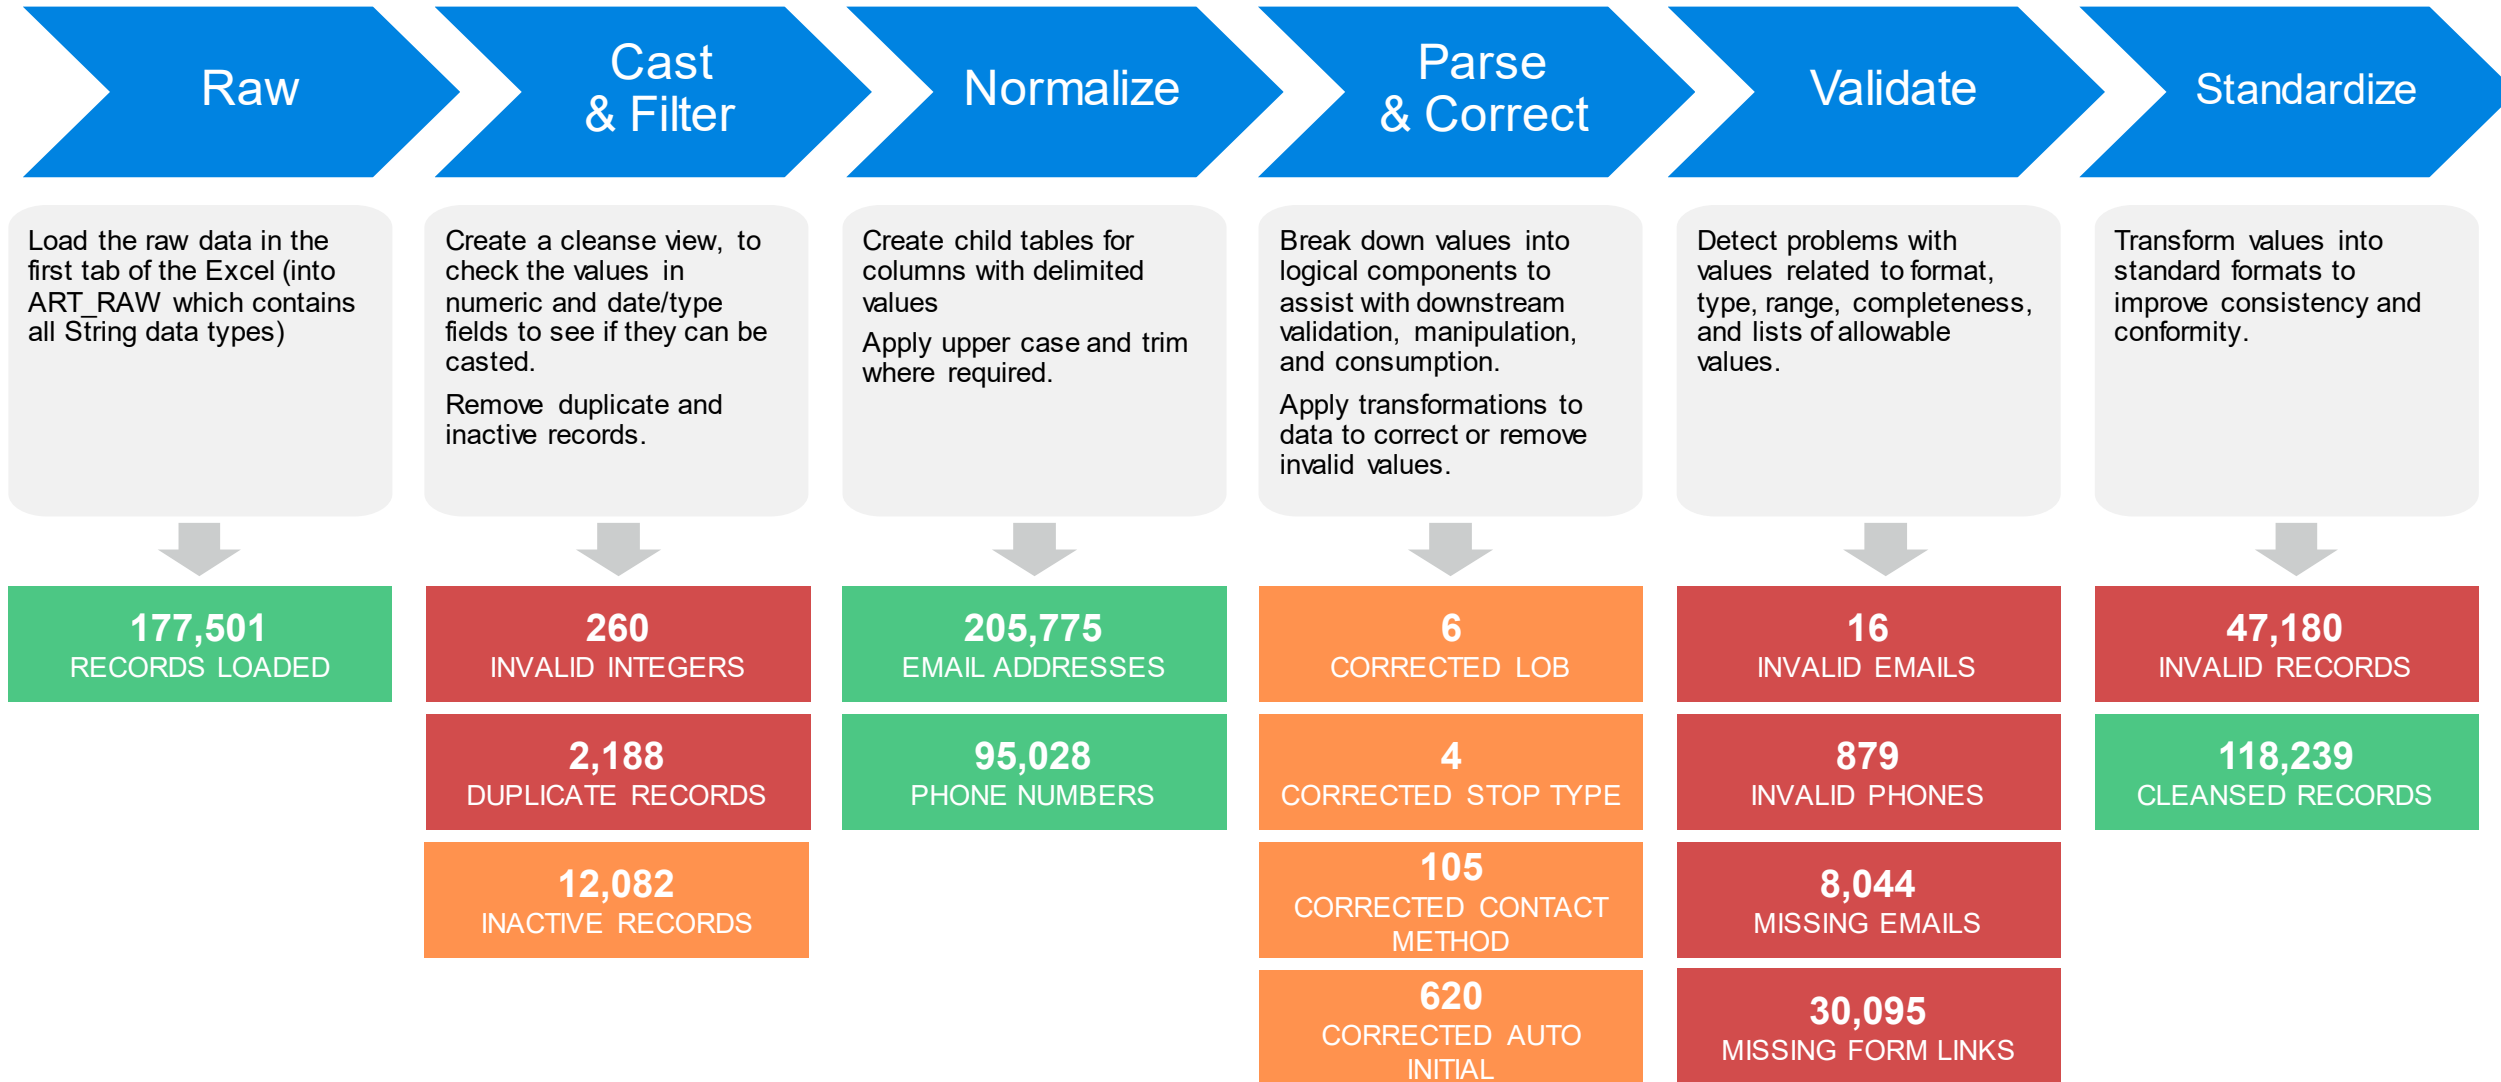 Raw
Cast
& Filter
Normalize
Parse
& Correct
Validate
Standardize
Load the raw data in the
first tab of the Excel (into
ART_RAW which contains
all String data types)
Create a cleanse view, to
check the values in
numeric and date/type
fields to see if they can be
casted.
Remove duplicate and
inactive records.
Create child tables for
columns with delimited
values
Apply upper case and trim
where required.
Break down values into
logical components to
assist with downstream
validation, manipulation,
and consumption.
Apply transformations to
data to correct or remove
invalid values.
Detect problems with
values related to format,
type, range, completeness,
and lists of allowable
values.
Transform values into
standard formats to
improve consistency and
conformity.
177,501
RECORDS LOADED
260
INVALID INTEGERS
2,188
DUPLICATE RECORDS
12,082
INACTIVE RECORDS
205,775
EMAIL ADDRESSES
95,028
PHONE NUMBERS
6
CORRECTED LOB
4
CORRECTED STOP TYPE
105
CORRECTED CONTACT
METHOD
620
CORRECTED AUTO
INITIAL
16
INVALID EMAILS
879
INVALID PHONES
8,044
MISSING EMAILS
30,095
MISSING FORM LINKS
47,180
INVALID RECORDS
118,239
CLEANSED RECORDS